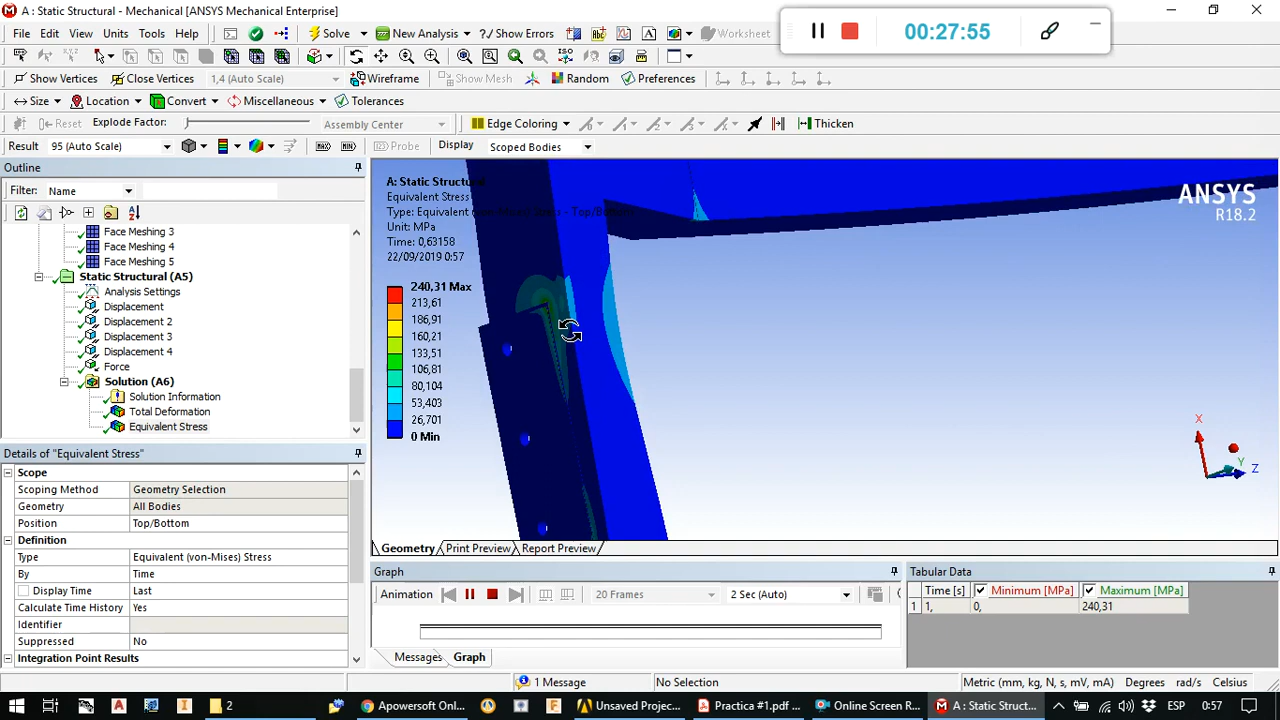 A : Static Structural - Mechanical [ANSYS Mechanical Enterprise]
File Edit View Units Tools Help Solve New Analysis ?/ Show Errors Worksheet
00:27:55
Show Vertices Close Vertices 1,4 (Auto Scale) Wireframe Show Mesh Random Preferences
Size Location Convert Miscellaneous Tolerances
Reset Explode Factor: Assembly Center Edge Coloring Thicken
Result 95 (Auto Scale) MAX MIN Probe Display Scoped Bodies
Outline
Filter: Name
Face Meshing 3
Face Meshing 4
Face Meshing 5
Static Structural (A5)
Analysis Settings
Displacement
Displacement 2
Displacement 3
Displacement 4
Force
Solution (A6)
Solution Information
Total Deformation
Equivalent Stress
Details of "Equivalent Stress"
Scope
Scoping Method Geometry Selection
Geometry All Bodies
Position Top/Bottom
Definition
Type Equivalent (von-Mises) Stress
By Time
Display Time Last
Calculate Time History Yes
Identifier
Suppressed No
Integration Point Results
A: Static Structural
Equivalent Stress
Type: Equivalent (von-Mises) Stress - Top/Bottom
Unit: MPa
Time: 0,63158
22/09/2019 0:57
240,31 Max
213,61
186,91
160,21
133,51
106,81
80,104
53,403
26,701
0 Min
ANSYS
R18.2
X
Y
Z
Geometry Print Preview Report Preview
Graph
Animation 20 Frames 2 Sec (Auto)
Messages Graph
Tabular Data
Time [s] Minimum [MPa] Maximum [MPa]
1 1, 0, 240,31
1 Message No Selection Metric (mm, kg, N, s, mV, mA) Degrees rad/s Celsius
2 Apowersoft Onl... Unsaved Projec... Practica #1.pdf ... Online Screen R... A : Static Struct... ESP 0:57